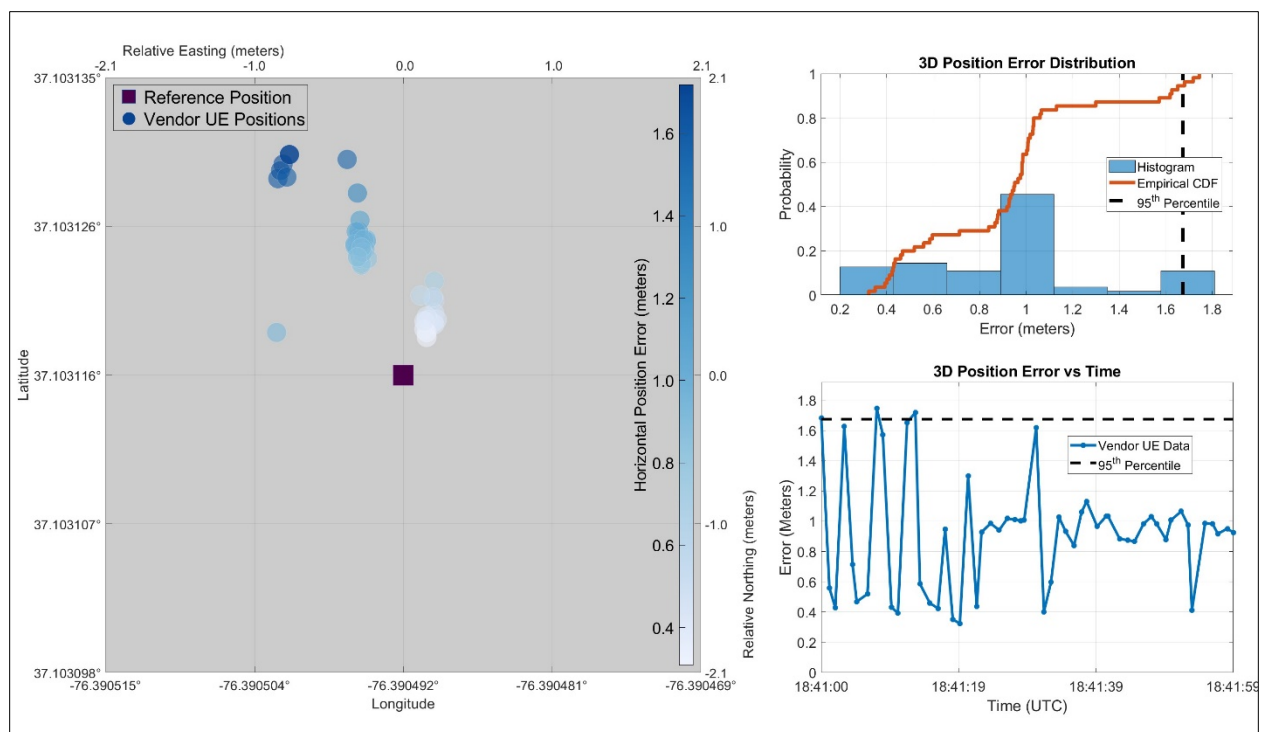 Relative Easting (meters)
-2.1 -1.0 0.0 1.0 2.1
37.103135°
37.103126°
37.103116°
37.103107°
37.103098°
Latitude
Reference Position
Vendor UE Positions
-76.390515° -76.390504° -76.390492° -76.390481° -76.390469°
Longitude
Horizontal Position Error (meters)
1.6
1.4
1.2
1.0
0.8
0.6
0.4
2.1
1.0
0.0
-1.0
-2.1
Relative Northing (meters)
3D Position Error Distribution
Probability
1
0.8
0.6
0.4
0.2
0
Histogram
Empirical CDF
95th Percentile
0.2 0.4 0.6 0.8 1 1.2 1.4 1.6 1.8
Error (meters)
3D Position Error vs Time
Error (Meters)
1.8
1.6
1.4
1.2
1
0.8
0.6
0.4
0.2
0
Vendor UE Data
95th Percentile
18:41:00 18:41:19 18:41:39 18:41:59
Time (UTC)